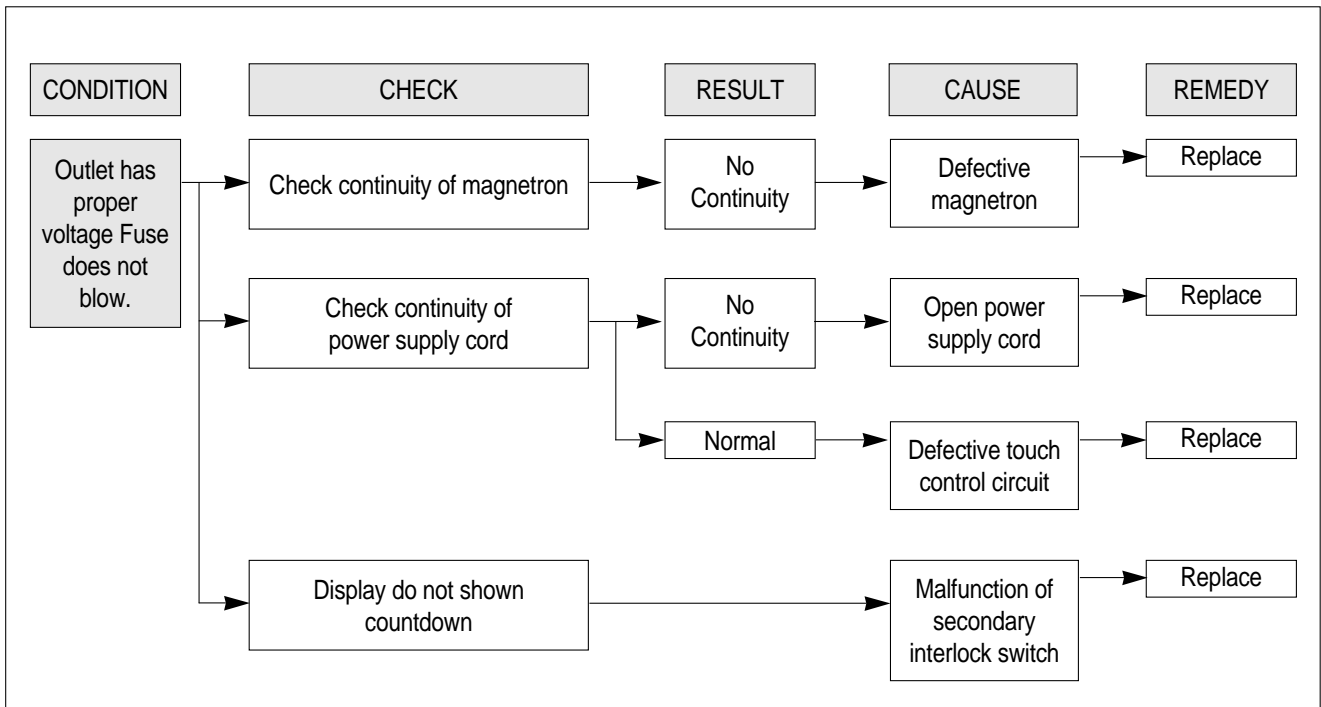 CONDITION
CHECK
RESULT
CAUSE
REMEDY
Outlet has
proper
voltage Fuse
does not
blow.
Check continuity of magnetron
No
Continuity
Defective
magnetron
Replace
Check continuity of
power supply cord
No
Continuity
Open power
supply cord
Replace
Normal
Defective touch
control circuit
Replace
Display do not shown
countdown
Malfunction of
secondary
interlock switch
Replace